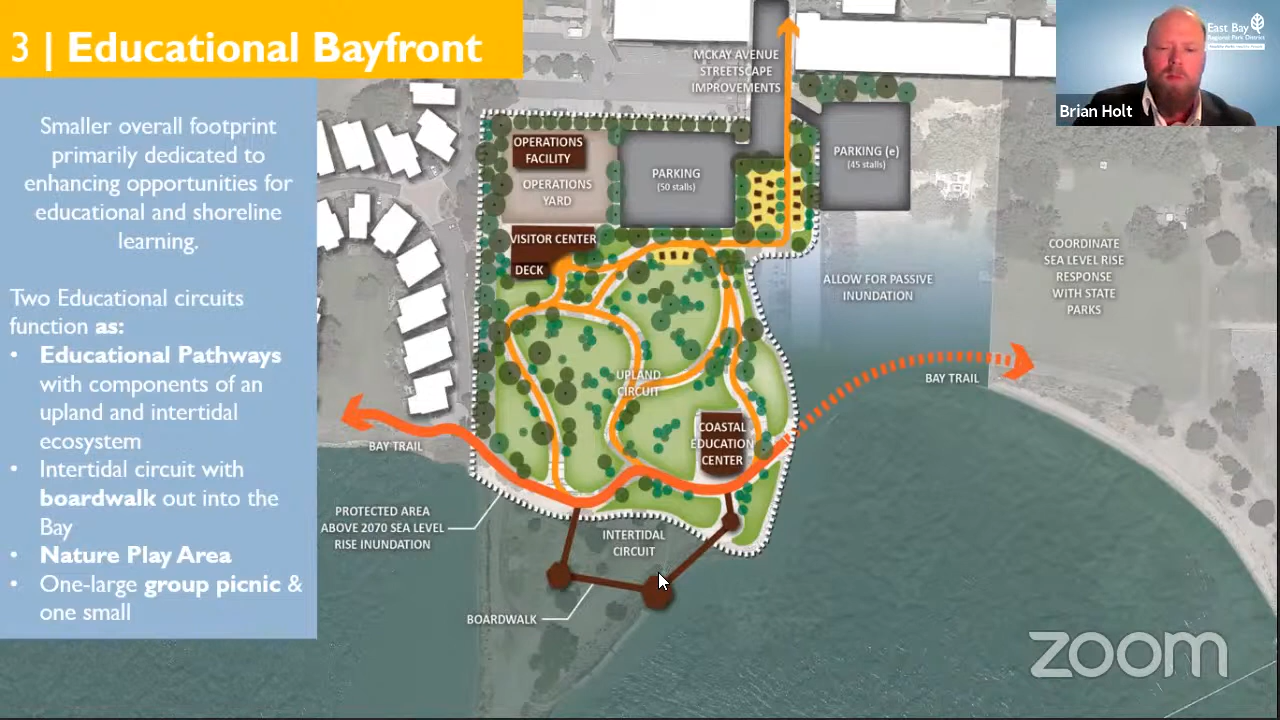 3 | Educational Bayfront
Smaller overall footprint
primarily dedicated to
enhancing opportunities for
educational and shoreline
learning.
Two Educational circuits
function as:
• Educational Pathways
with components of an
upland and intertidal
ecosystem
• Intertidal circuit with
boardwalk out into the
Bay
• Nature Play Area
• One-large group picnic &
one small
MCKAY AVENUE
STREETSCAPE
IMPROVEMENTS
OPERATIONS
FACILITY
OPERATIONS
YARD
PARKING
(50 stalls)
PARKING (e)
(45 stalls)
VISITOR CENTER
DECK
ALLOW FOR PASSIVE
INUNDATION
COORDINATE
SEA LEVEL RISE
RESPONSE
WITH STATE
PARKS
UPLAND
CIRCUIT
BAY TRAIL
BAY TRAIL
COASTAL
EDUCATION
CENTER
PROTECTED AREA
ABOVE 2070 SEA LEVEL
RISE INUNDATION
INTERTIDAL
CIRCUIT
BOARDWALK
East Bay
Regional Park District
Brian Holt
zoom